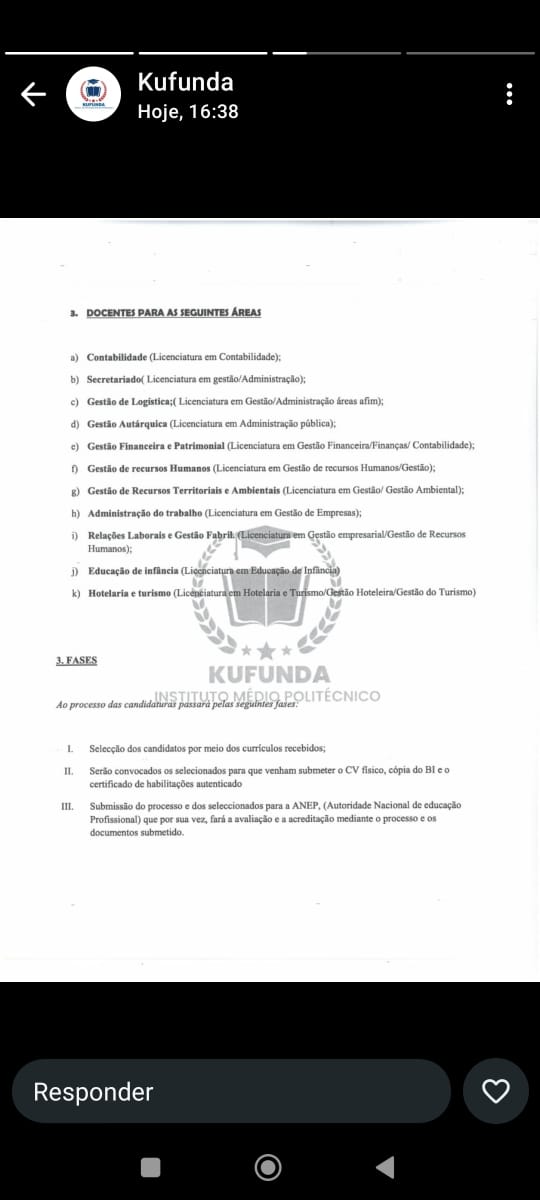 Kufunda
Hoje, 16:38
KUFUNDA
3. DOCENTES PARA AS SEGUINTES ÁREAS
a) Contabilidade (Licenciatura em Contabilidade);
b) Secretariado( Licenciatura em gestão/Administração);
c) Gestão de Logística;( Licenciatura em Gestão/Administração áreas afim);
d) Gestão Autárquica (Licenciatura em Administração pública);
e) Gestão Financeira e Patrimonial (Licenciatura em Gestão Financeira/Finanças/ Contabilidade);
f) Gestão de recursos Humanos (Licenciatura em Gestão de recursos Humanos/Gestão);
g) Gestão de Recursos Territoriais e Ambientais (Licenciatura em Gestão/ Gestão Ambiental);
h) Administração do trabalho (Licenciatura em Gestão de Empresas);
i) Relações Laborais e Gestão Fabril. (Licenciatura em Gestão empresarial/Gestão de Recursos
Humanos);
j) Educação de infância (Licenciatura em Educação de Infância)
k) Hotelaria e turismo (Licenciatura em Hotelaria e Turismo/Gestão Hoteleira/Gestão do Turismo)
3. FASES
KUFUNDA
INSTITUTO MÉDIO POLITÉCNICO
Ao processo das candidaturas passará pelas seguintes fases:
I. Selecção dos candidatos por meio dos currículos recebidos;
II. Serão convocados os selecionados para que venham submeter o CV físico, cópia do BI e o
certificado de habilitações autenticado
III. Submissão do processo e dos seleccionados para a ANEP, (Autoridade Nacional de educação
Profissional) que por sua vez, fará a avaliação e a acreditação mediante o processo e os
documentos submetido.
Responder